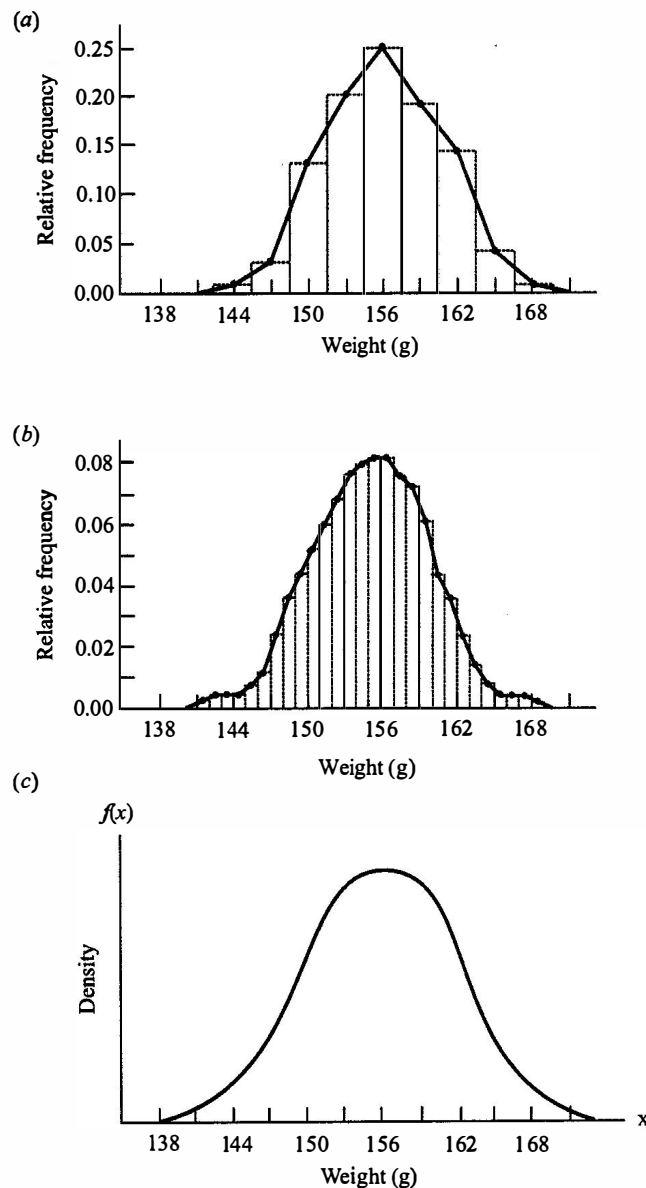 (a)
Relative frequency
0.25
0.20
0.15
0.10
0.05
0.00
138 144 150 156 162 168
Weight (g)
(b)
Relative frequency
0.08
0.06
0.04
0.02
0.00
138 144 150 156 162 168
Weight (g)
(c)
f(x)
Density
x
138 144 150 156 162 168
Weight (g)